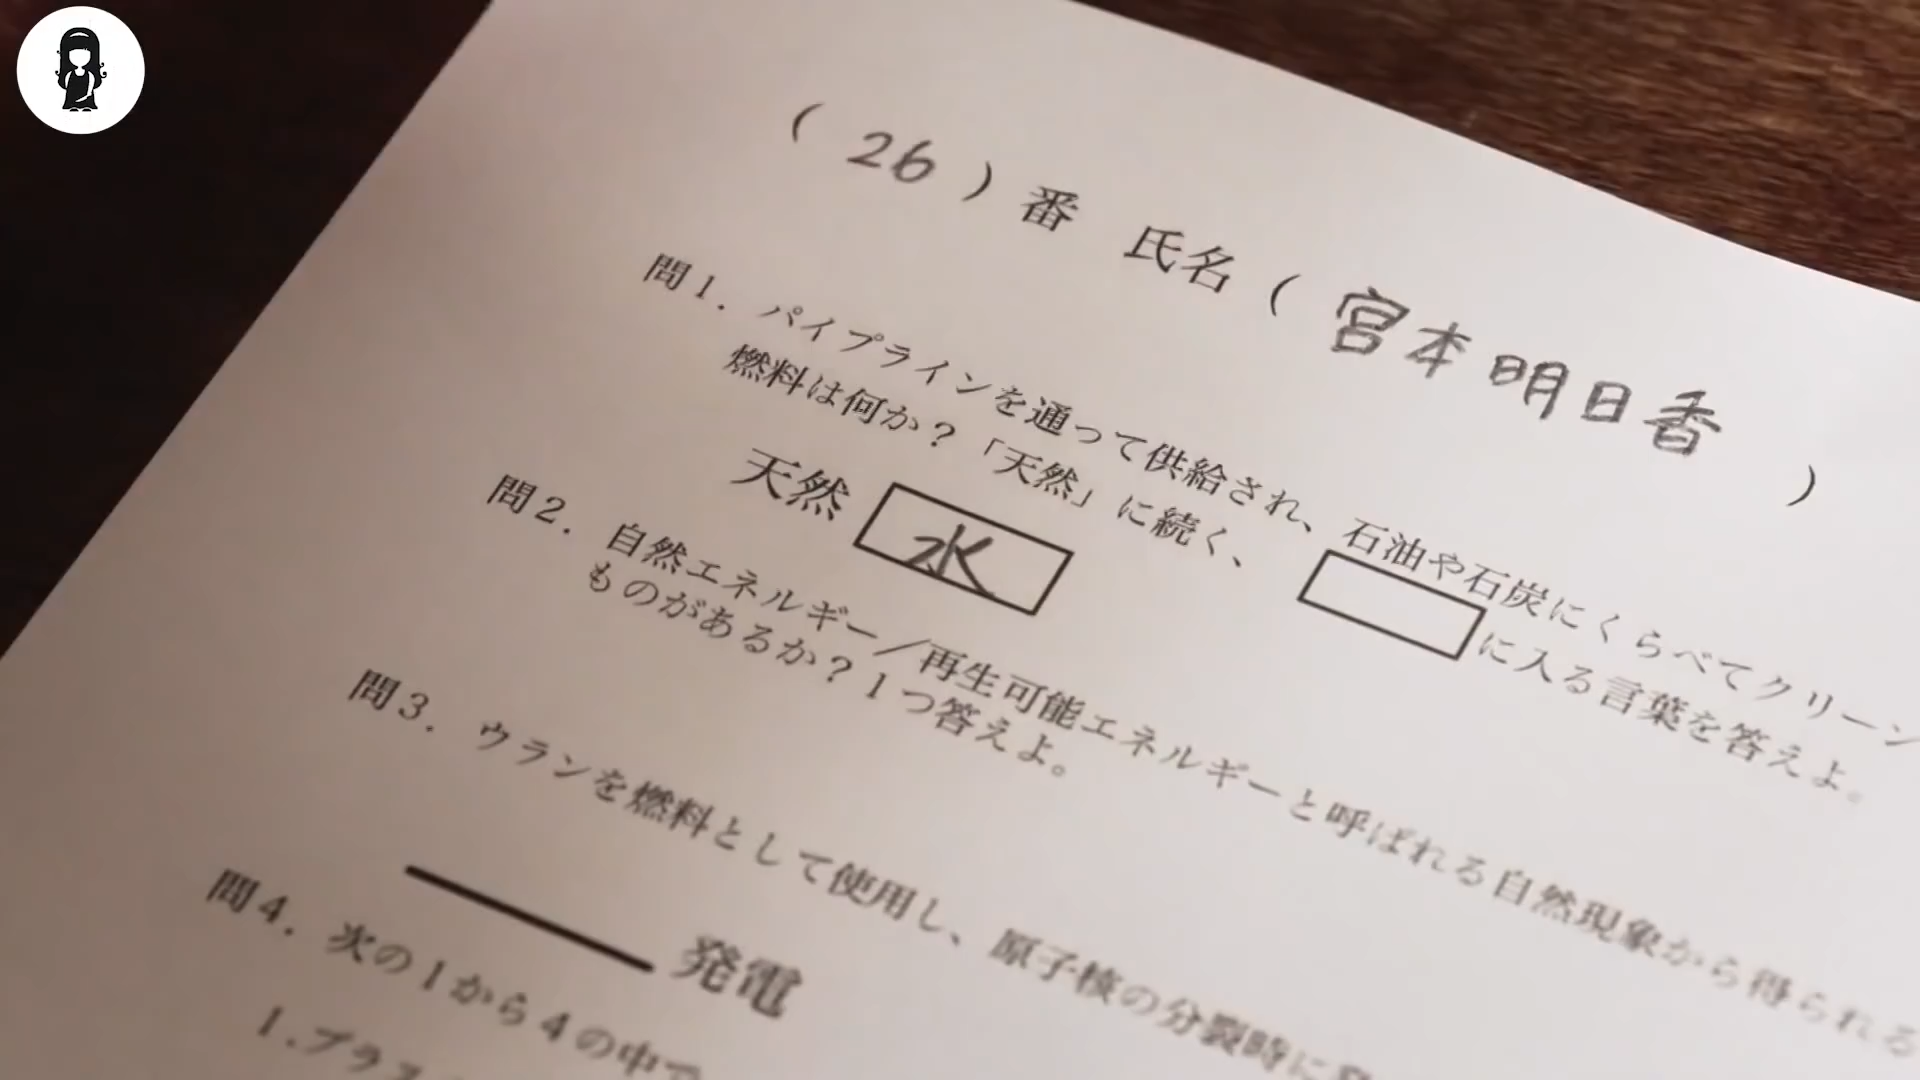 ( 26 ) 番 氏名 ( 宮本 明日香 )
問1. パイプラインを通って供給され、石油や石炭にくらべてクリーン
燃料は何か?「天然」に続く、 に入る言葉を答えよ。
天然 水
問2. 自然エネルギー/再生可能エネルギーと呼ばれる自然現象から得られる
ものがあるか?1つ答えよ。
問3. ウランを燃料として使用し、原子核の分裂時に発
発電
問4. 次の1から4の中で
1.プラス